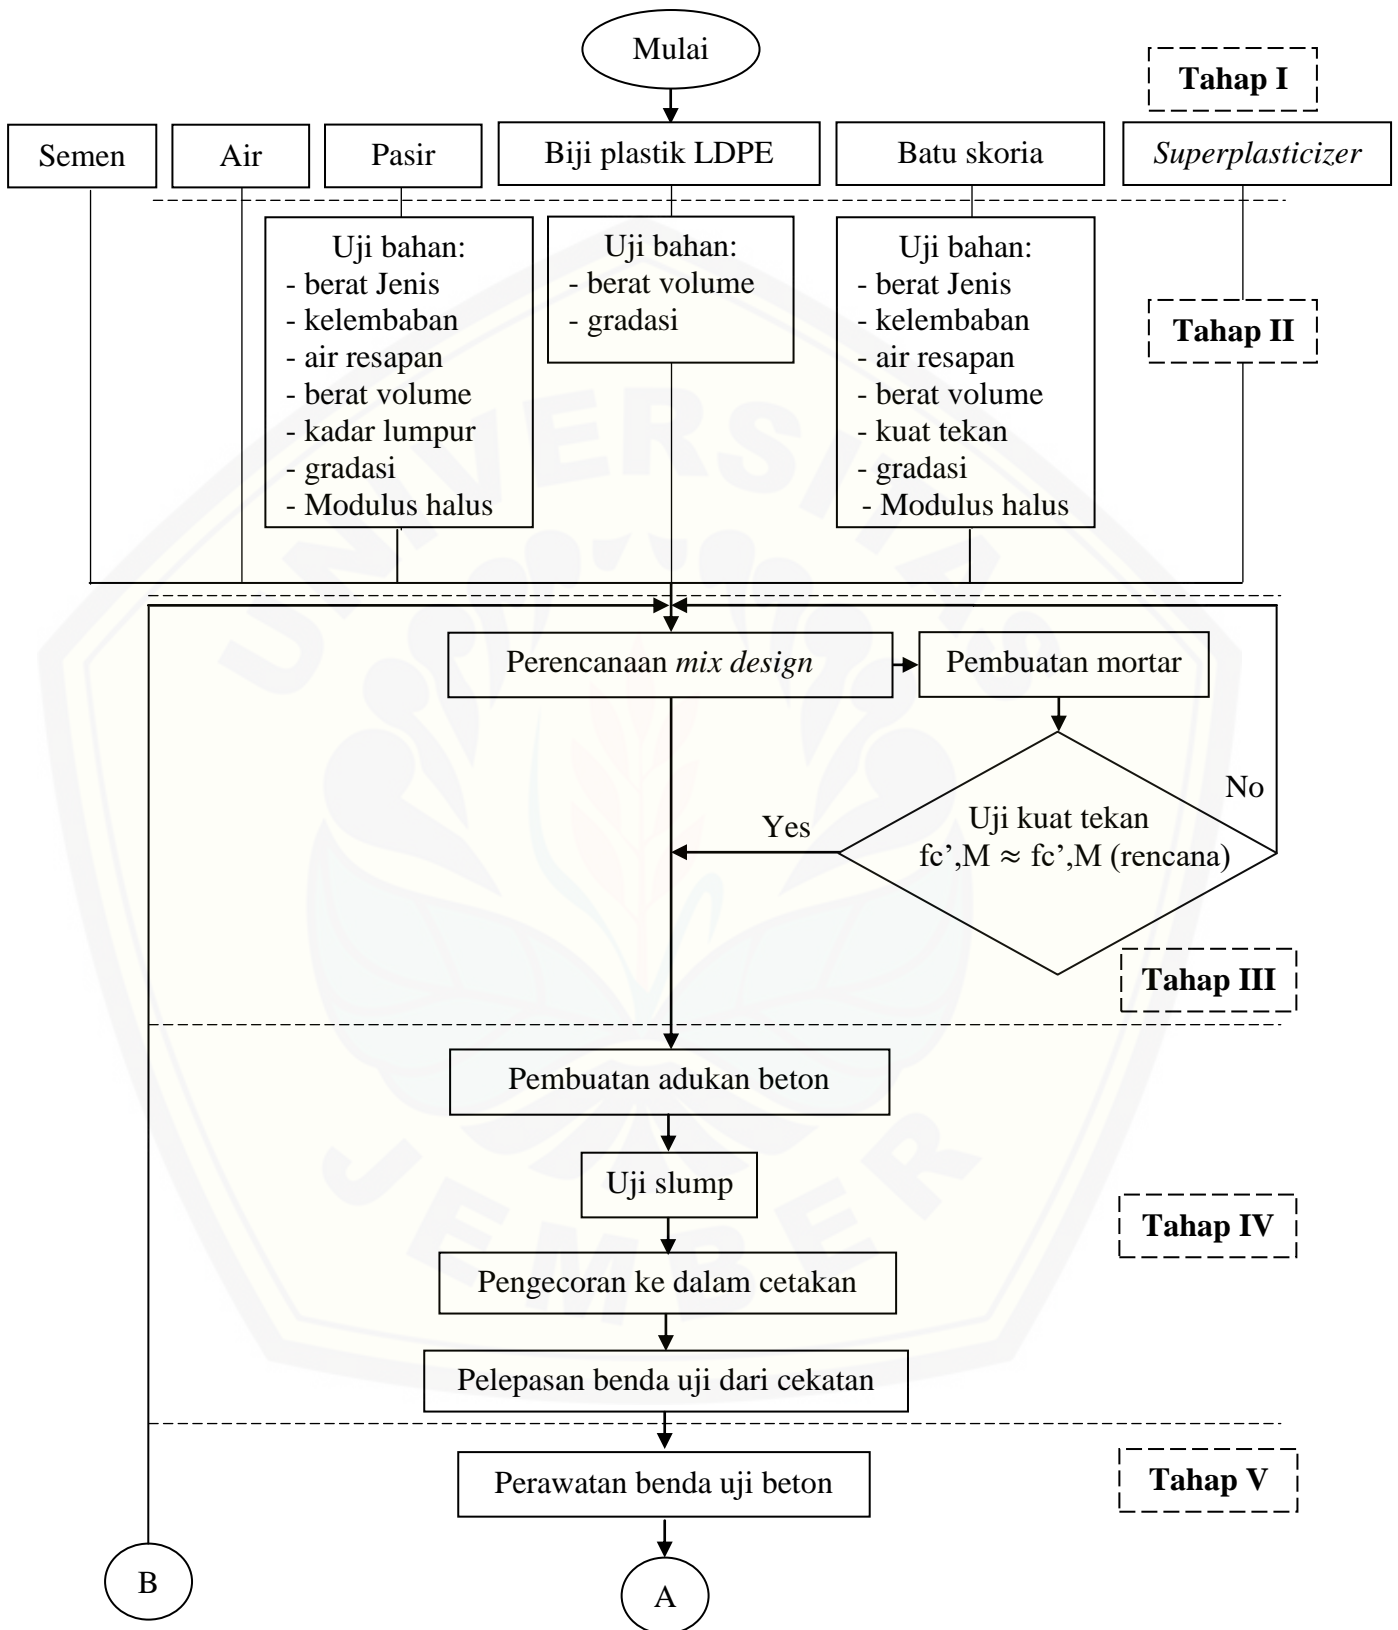 Mulai
Tahap I
Semen
Air
Pasir
Biji plastik LDPE
Batu skoria
Superplasticizer
Uji bahan:
- berat Jenis
- kelembaban
- air resapan
- berat volume
- kadar lumpur
- gradasi
- Modulus halus
Uji bahan:
- berat volume
- gradasi
Uji bahan:
- berat Jenis
- kelembaban
- air resapan
- berat volume
- kuat tekan
- gradasi
- Modulus halus
Tahap II
Perencanaan mix design
Pembuatan mortar
No
Yes
Uji kuat tekan
fc’,M ≈ fc’,M (rencana)
Tahap III
Pembuatan adukan beton
Uji slump
Tahap IV
Pengecoran ke dalam cetakan
Pelepasan benda uji dari cekatan
Perawatan benda uji beton
Tahap V
B
A
UNIVERSITAS
JEMBER